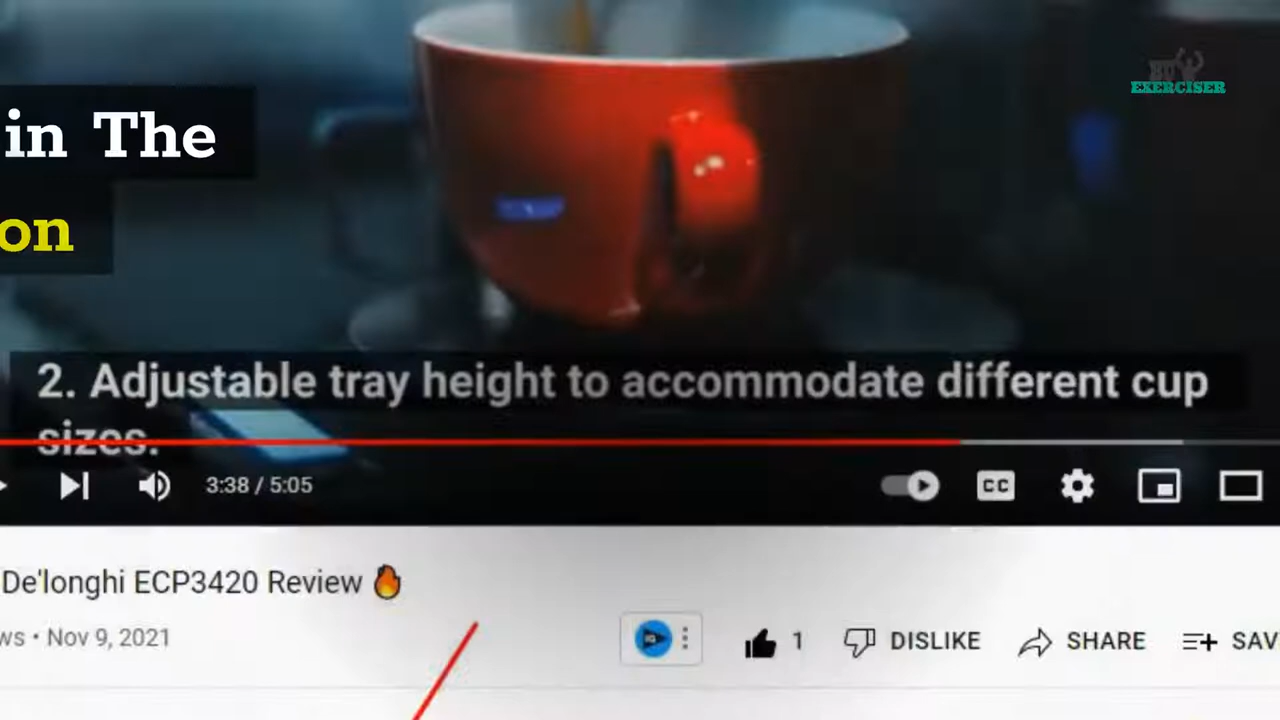 in The
EXERCISER
on
2. Adjustable tray height to accommodate different cup
sizes.
3:38 / 5:05
CC
De'longhi ECP3420 Review
ws • Nov 9, 2021
1 DISLIKE SHARE SAV